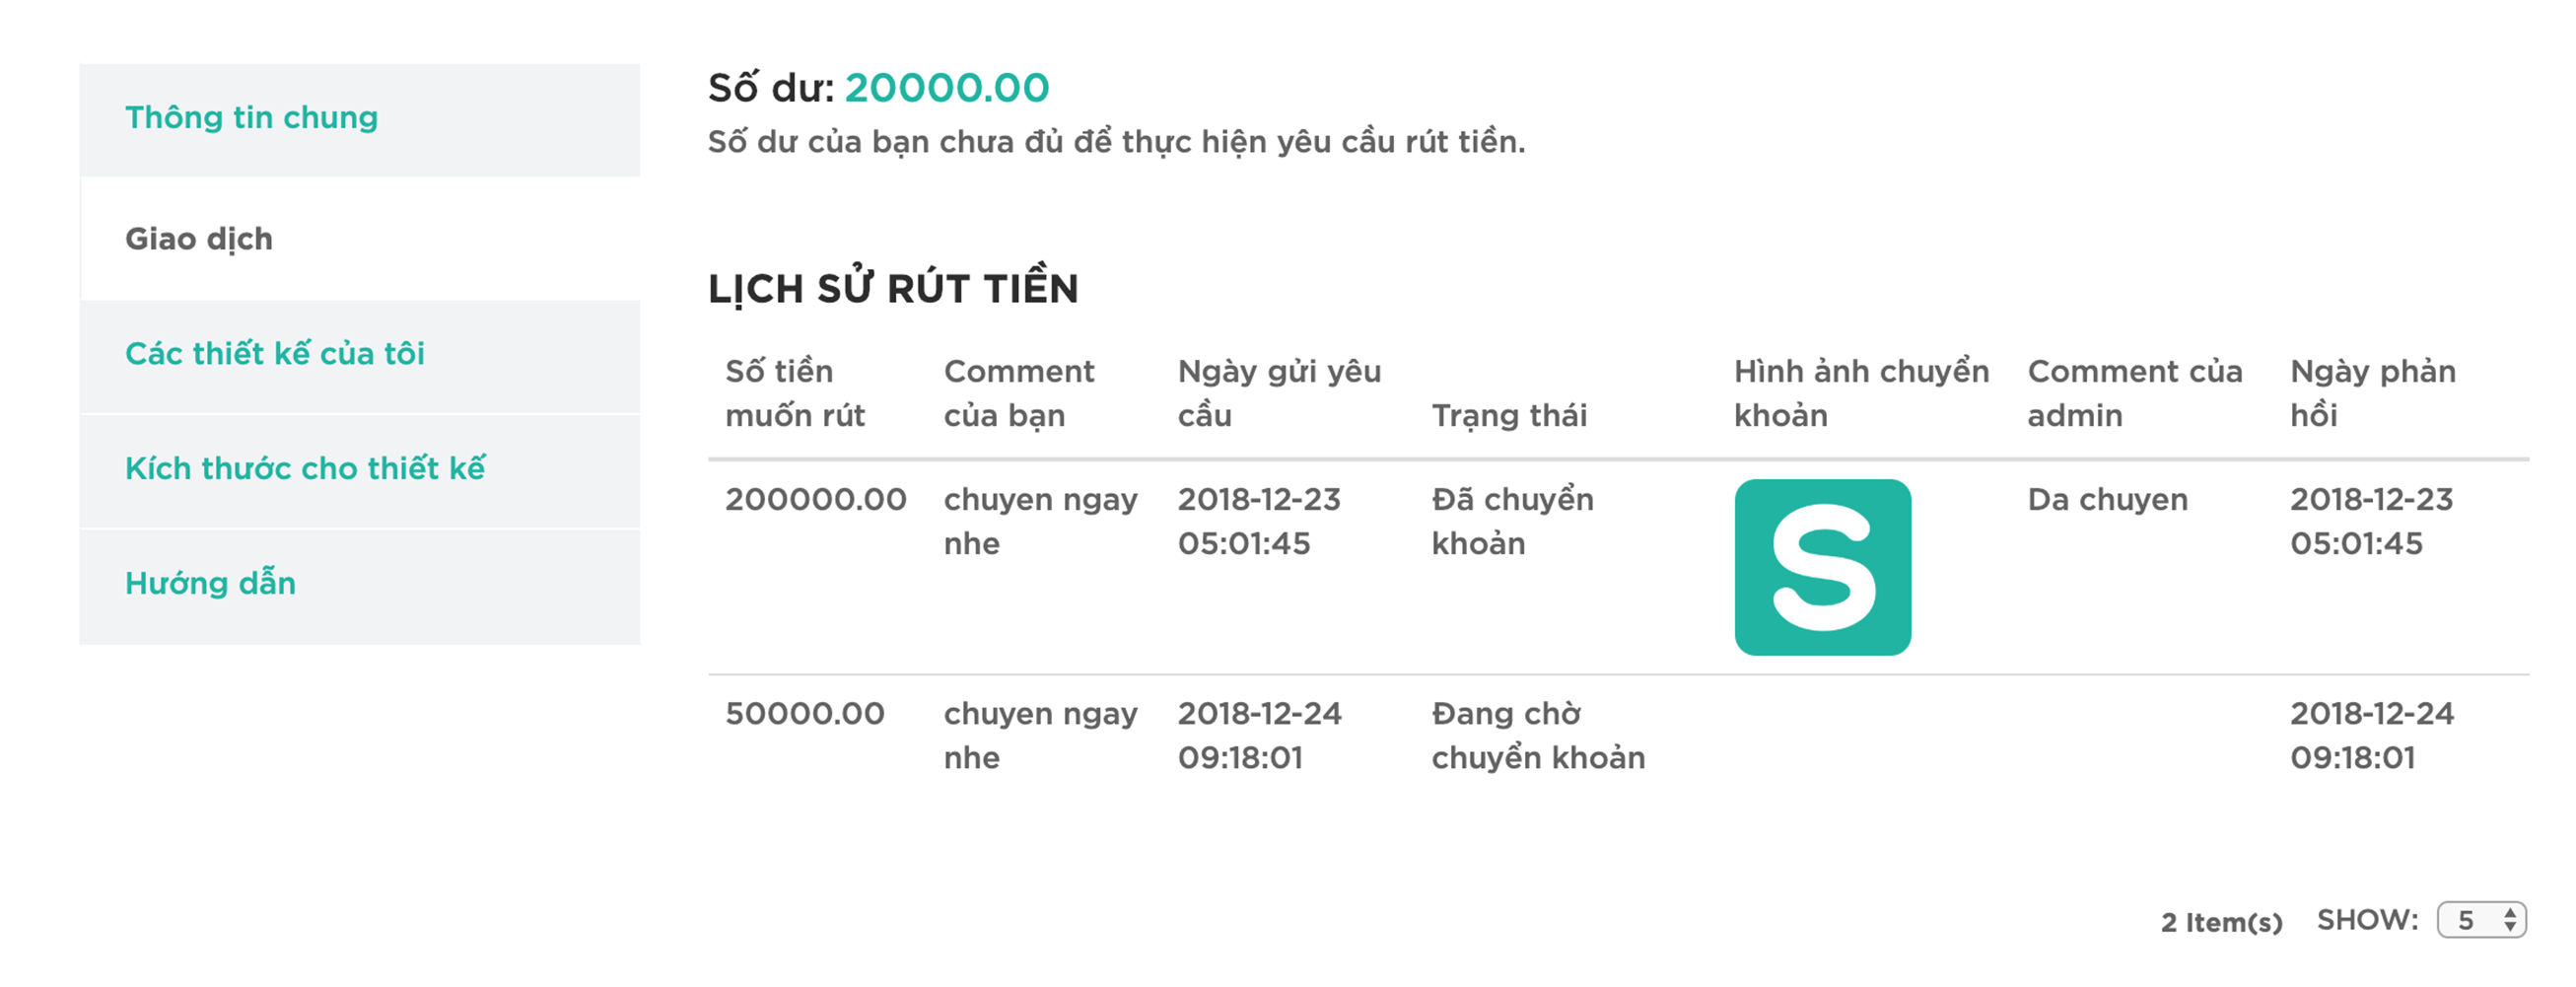 Thông tin chung
Giao dịch
Các thiết kế của tôi
Kích thước cho thiết kế
Hướng dẫn
Số dư: 20000.00
Số dư của bạn chưa đủ để thực hiện yêu cầu rút tiền.
LỊCH SỬ RÚT TIỀN
Số tiền muốn rút Comment của bạn Ngày gửi yêu cầu Trạng thái Hình ảnh chuyển khoản Comment của admin Ngày phản hồi
200000.00 chuyen ngay nhe 2018-12-23 05:01:45 Đã chuyển khoản S Da chuyen 2018-12-23 05:01:45
50000.00 chuyen ngay nhe 2018-12-24 09:18:01 Đang chờ chuyển khoản 2018-12-24 09:18:01
2 Item(s) SHOW: 5